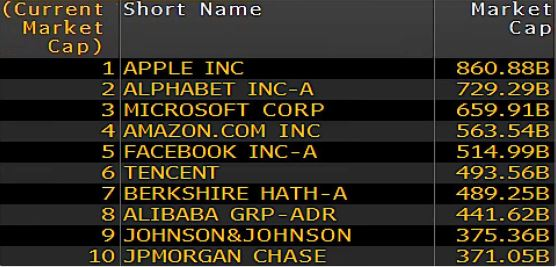 (Current Short Name Market
Market Cap
Cap)
1 APPLE INC 860.88B
2 ALPHABET INC-A 729.29B
3 MICROSOFT CORP 659.91B
4 AMAZON.COM INC 563.54B
5 FACEBOOK INC-A 514.99B
6 TENCENT 493.56B
7 BERKSHIRE HATH-A 489.25B
8 ALIBABA GRP-ADR 441.62B
9 JOHNSON&JOHNSON 375.36B
10 JPMORGAN CHASE 371.05B